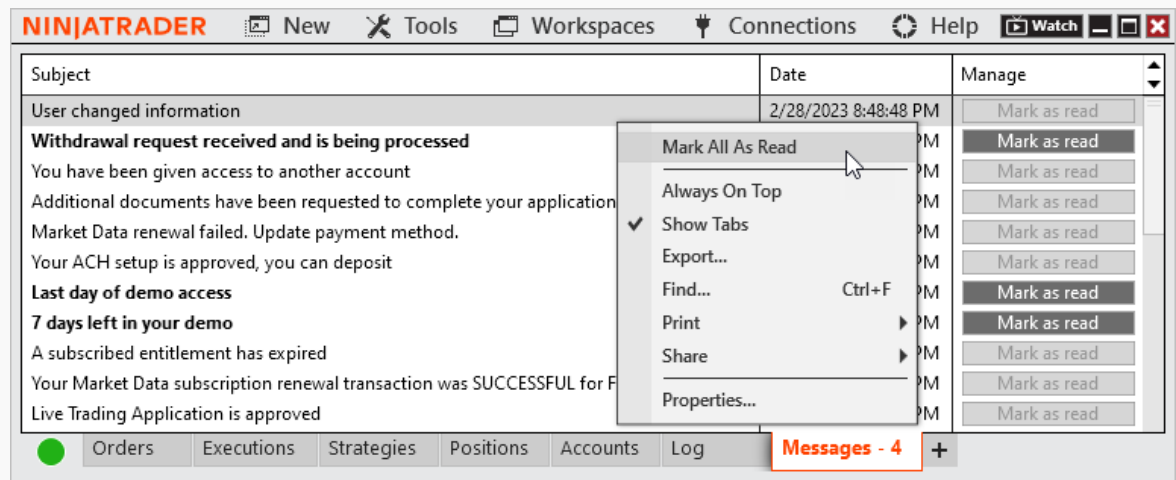 NINJATRADER New Tools Workspaces Connections Help Watch
Subject Date Manage
User changed information 2/28/2023 8:48:48 PM Mark as read
Withdrawal request received and is being processed PM Mark as read
You have been given access to another account PM Mark as read
Additional documents have been requested to complete your application PM Mark as read
Market Data renewal failed. Update payment method. PM Mark as read
Your ACH setup is approved, you can deposit PM Mark as read
Last day of demo access PM Mark as read
7 days left in your demo PM Mark as read
A subscribed entitlement has expired PM Mark as read
Your Market Data subscription renewal transaction was SUCCESSFUL for F PM Mark as read
Live Trading Application is approved PM Mark as read
Mark All As Read
Always On Top
Show Tabs
Export...
Find... Ctrl+F
Print
Share
Properties...
Orders Executions Strategies Positions Accounts Log Messages - 4 +